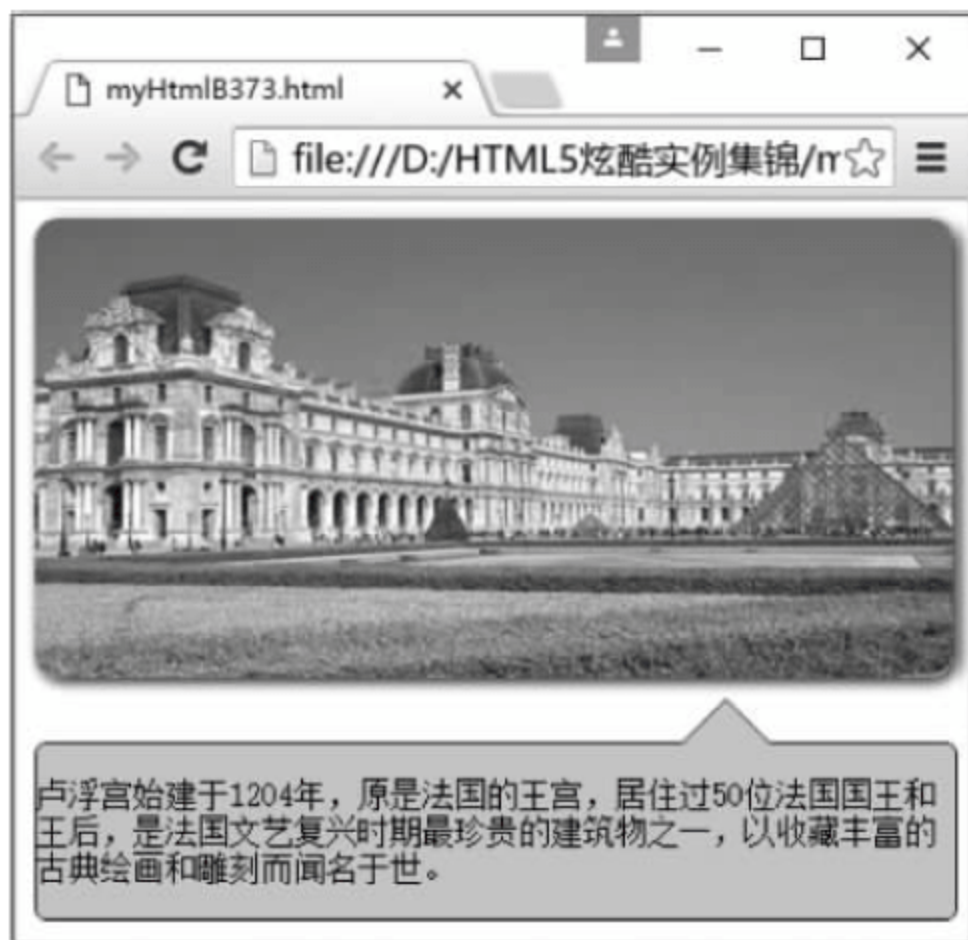 myHtmlB373.html
file:///D:/HTML5炫酷实例集锦/m
卢浮宫始建于1204年，原是法国的王宫，居住过50位法国国王和
王后，是法国文艺复兴时期最珍贵的建筑物之一，以收藏丰富的
古典绘画和雕刻而闻名于世。